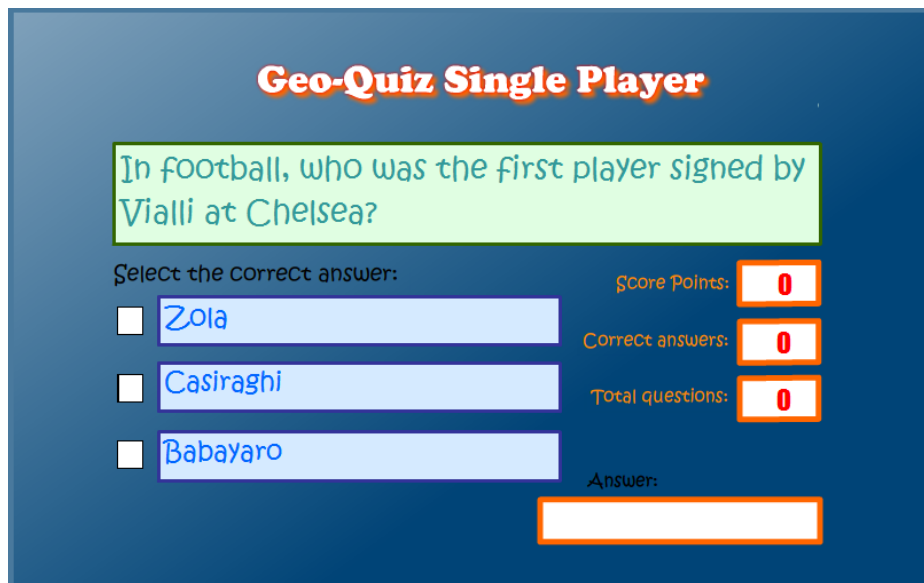 Geo-Quiz Single Player
In football, who was the first player signed by
Vialli at Chelsea?
Select the correct answer:
Score Points: 0
Zola
Correct answers: 0
Casiraghi
Total questions: 0
Babayaro
Answer: